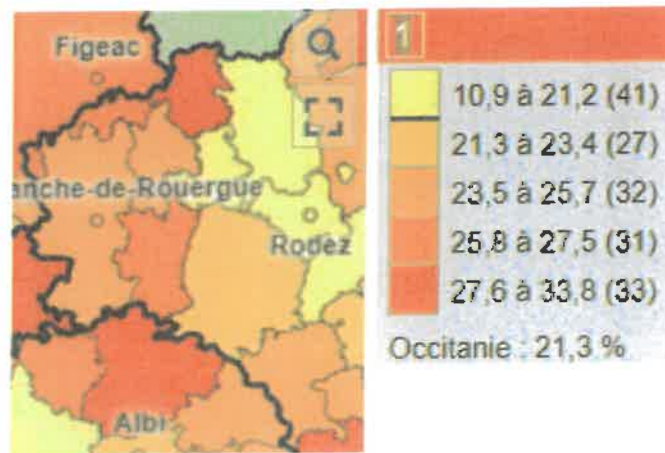 Figeac
anche-de-Rouergue
Rodez
Albi
1
10,9 à 21,2 (41)
21,3 à 23,4 (27)
23,5 à 25,7 (32)
25,8 à 27,5 (31)
27,6 à 33,8 (33)
Occitanie : 21,3 %